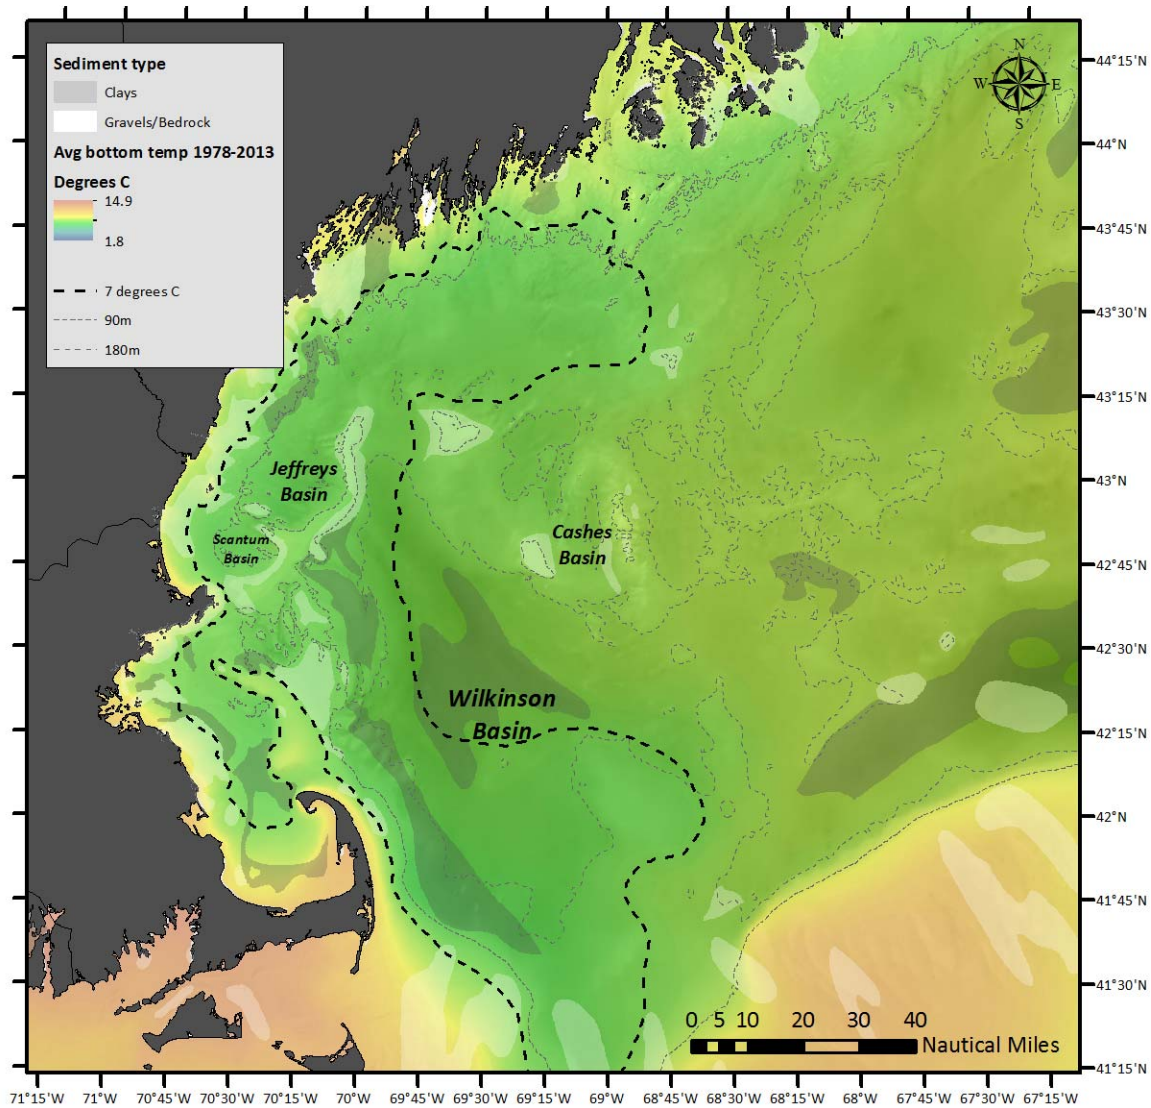 Sediment type
Clays
Gravels/Bedrock
Avg bottom temp 1978-2013
Degrees C
14.9
1.8
7 degrees C
90m
180m
N
W
E
S
44°15'N
44°N
43°45'N
43°30'N
43°15'N
43°N
42°45'N
42°30'N
42°15'N
42°N
41°45'N
41°30'N
41°15'N
Jeffreys
Basin
Scantum
Basin
Cashes
Basin
Wilkinson
Basin
0 5 10 20 30 40
Nautical Miles
71°15'W 71°W 70°45'W 70°30'W 70°15'W 70°W 69°45'W 69°30'W 69°15'W 69°W 68°45'W 68°30'W 68°15'W 68°W 67°45'W 67°30'W 67°15'W